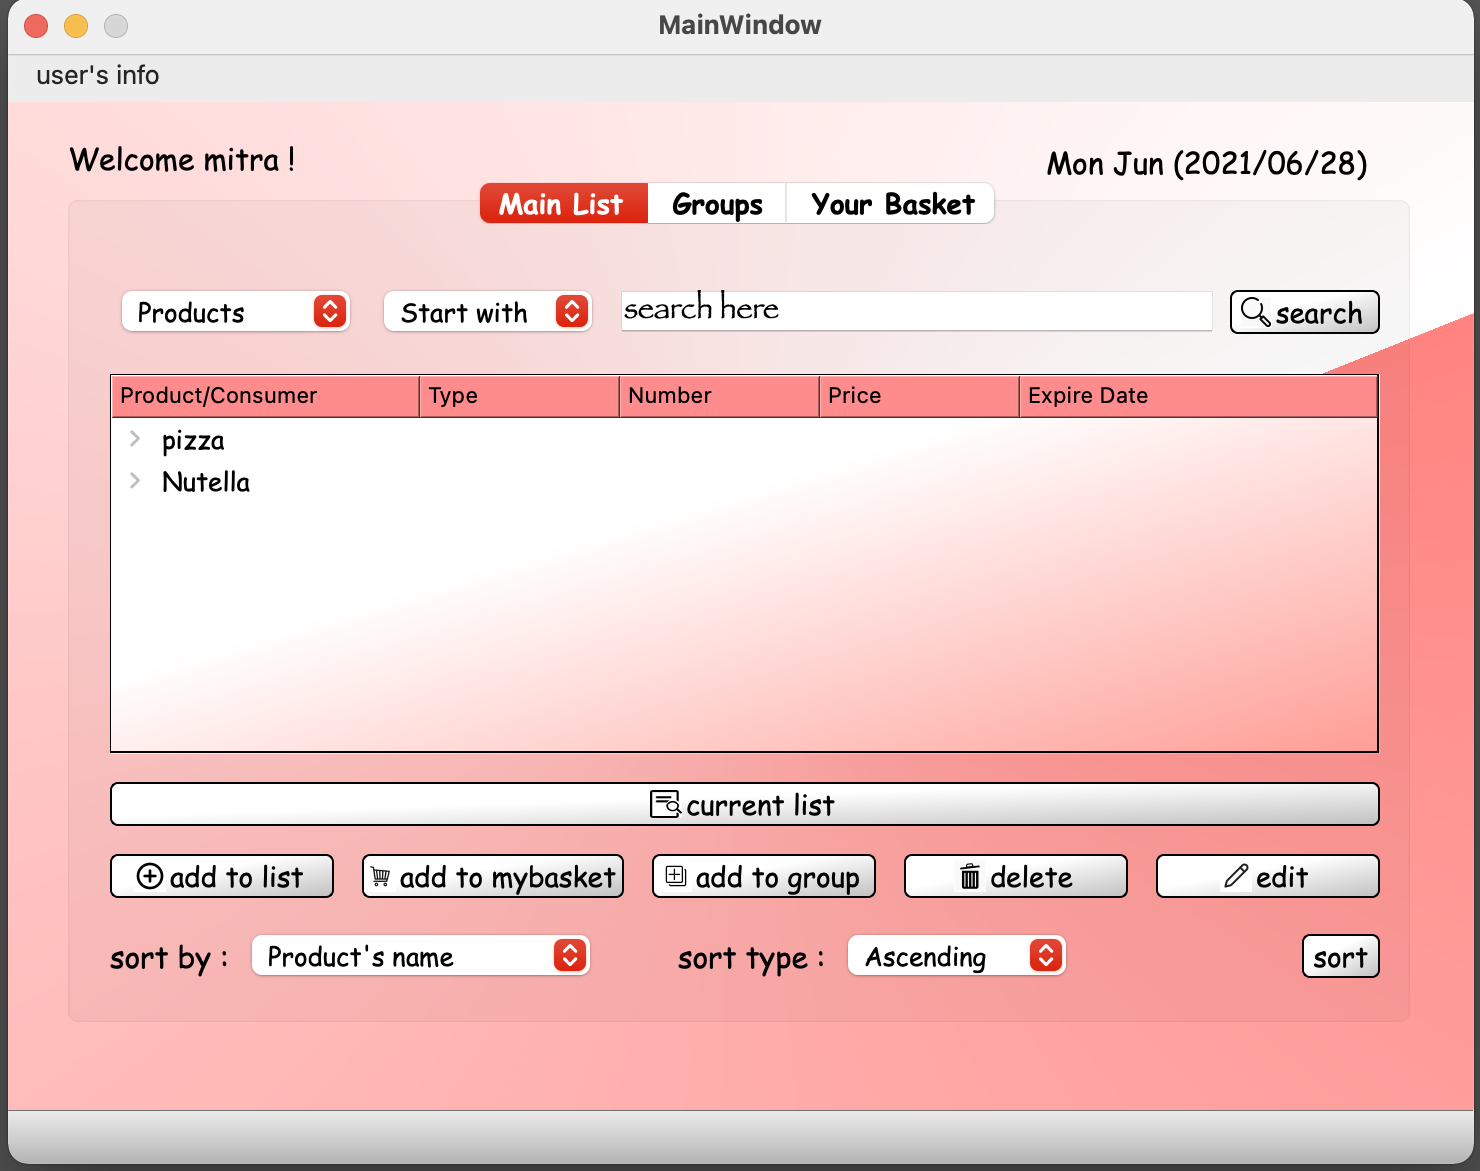 MainWindow
user's info
Welcome mitra !
Mon Jun (2021/06/28)
Main List Groups Your Basket
Products Start with search here search
Product/Consumer Type Number Price Expire Date
pizza
Nutella
current list
add to list add to mybasket add to group delete edit
sort by : Product's name sort type : Ascending sort